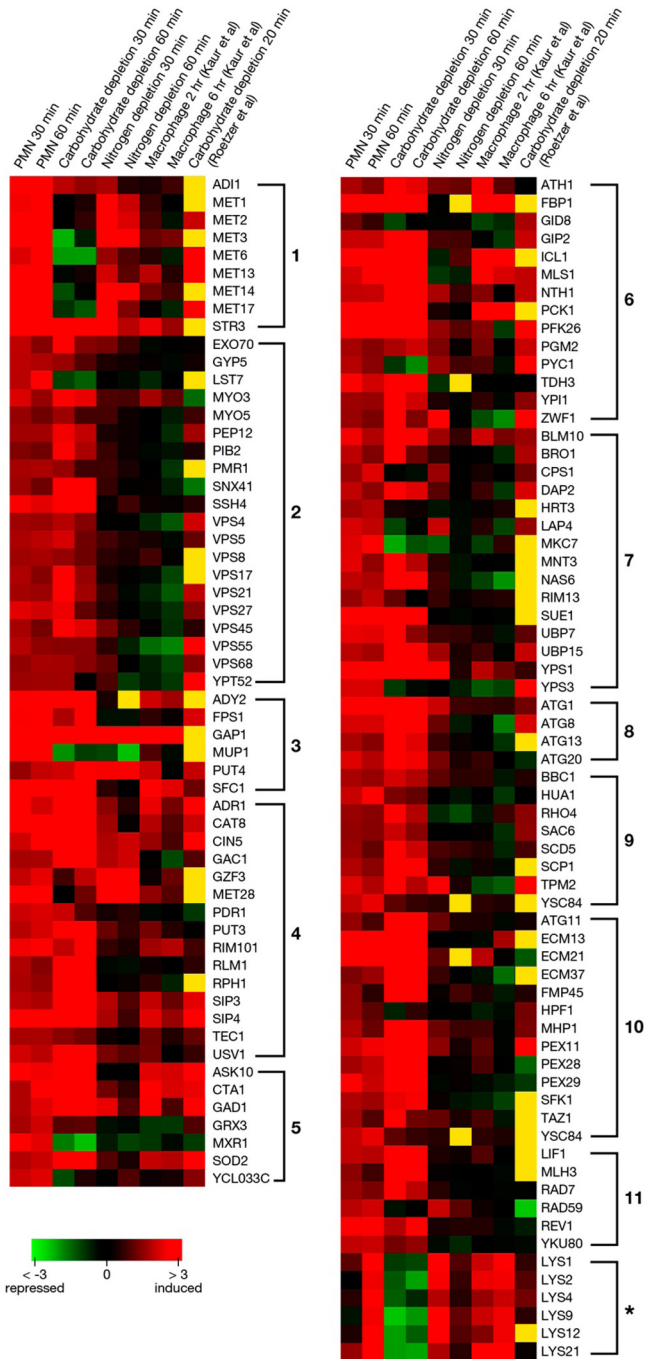 PMN 30 min
PMN 60 min
Carbohydrate depletion 30 min
Carbohydrate depletion 60 min
Nitrogen depletion 30 min
Nitrogen depletion 60 min
Macrophage 2 hr (Kaur et al)
Macrophage 6 hr (Kaur et al)
Carbohydrate depletion 20 min
(Roetzer et al)
ADI1
MET1
MET2
MET3
MET6
MET13
MET14
MET17
STR3
1
EXO70
GYP5
LST7
MYO3
MYO5
PEP12
PIB2
PMR1
SNX41
SSH4
VPS4
VPS5
VPS8
VPS17
VPS21
VPS27
VPS45
VPS55
VPS68
YPT52
2
ADY2
FPS1
GAP1
MUP1
PUT4
SFC1
3
ADR1
CAT8
CIN5
GAC1
GZF3
MET28
PDR1
PUT3
RIM101
RLM1
RPH1
SIP3
SIP4
TEC1
USV1
4
ASK10
CTA1
GAD1
GRX3
MXR1
SOD2
YCL033C
5
< -3 0 > 3
repressed induced
PMN 30 min
PMN 60 min
Carbohydrate depletion 30 min
Carbohydrate depletion 60 min
Nitrogen depletion 30 min
Nitrogen depletion 60 min
Macrophage 2 hr (Kaur et al)
Macrophage 6 hr (Kaur et al)
Carbohydrate depletion 20 min
(Roetzer et al)
ATH1
FBP1
GID8
GIP2
ICL1
MLS1
NTH1
PCK1
PFK26
PGM2
PYC1
TDH3
YPI1
ZWF1
6
BLM10
BRO1
CPS1
DAP2
HRT3
LAP4
MKC7
MNT3
NAS6
RIM13
SUE1
UBP7
UBP15
YPS1
YPS3
7
ATG1
ATG8
ATG13
ATG20
8
BBC1
HUA1
RHO4
SAC6
SCD5
SCP1
TPM2
YSC84
9
ATG11
ECM13
ECM21
ECM37
FMP45
HPF1
MHP1
PEX11
PEX28
PEX29
SFK1
TAZ1
YSC84
10
LIF1
MLH3
RAD7
RAD59
REV1
YKU80
11
LYS1
LYS2
LYS4
LYS9
LYS12
LYS21
*